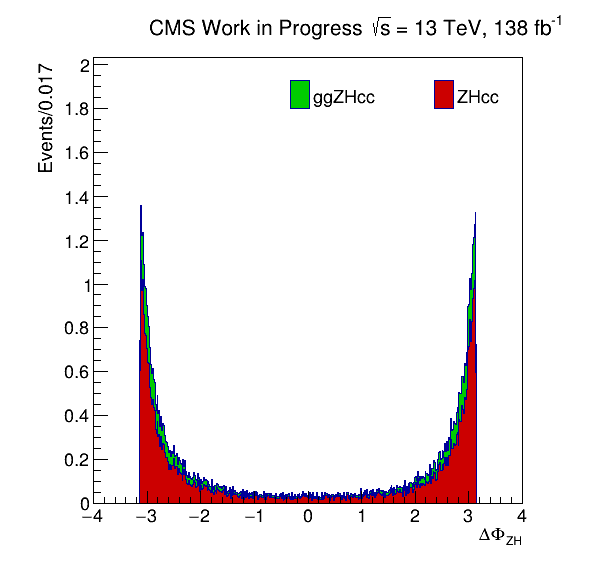 CMS Work in Progress √s = 13 TeV, 138 fb⁻¹
Events/0.017
2
1.8
1.6
1.4
1.2
1
0.8
0.6
0.4
0.2
0
ggZHcc ZHcc
−4 −3 −2 −1 0 1 2 3 4
ΔΦ_ZH